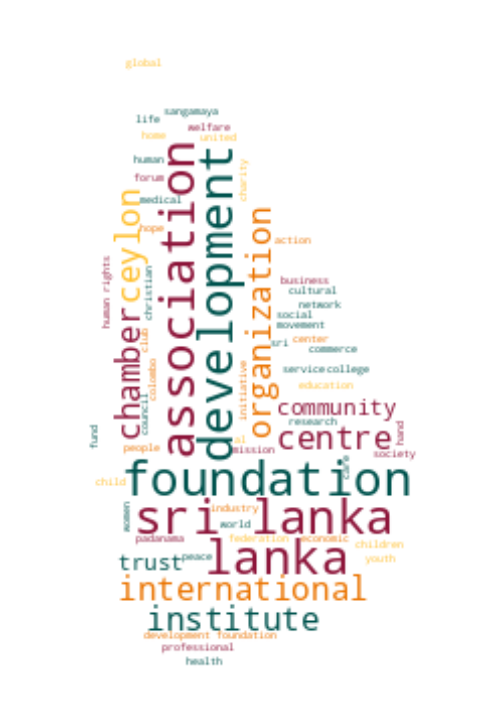 global
sangamaya
life
welfare
home
united
human
charity
forum
medical
ceylon
association
development
hope
organization
action
human rights
christian
business
cultural
network
social
movement
chamber
club
sri
center
commerce
colombo
initiative
service
college
education
council
community
research
fund
people
al
centre
hand
mission
society
care
child
foundation
women
sri lanka
industry
world
padanama
federation
economic
children
peace
lanka
trust
youth
international
institute
development foundation
professional
health